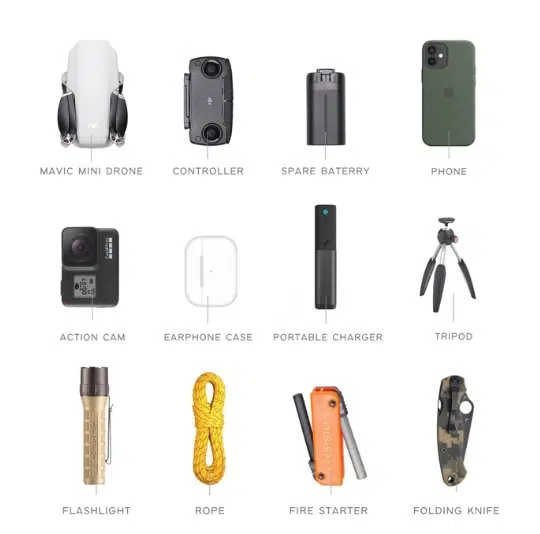 MAVIC MINI DRONE
CONTROLLER
SPARE BATERRY
PHONE
ACTION CAM
EARPHONE CASE
PORTABLE CHARGER
TRIPOD
FLASHLIGHT
ROPE
FIRE STARTER
FOLDING KNIFE